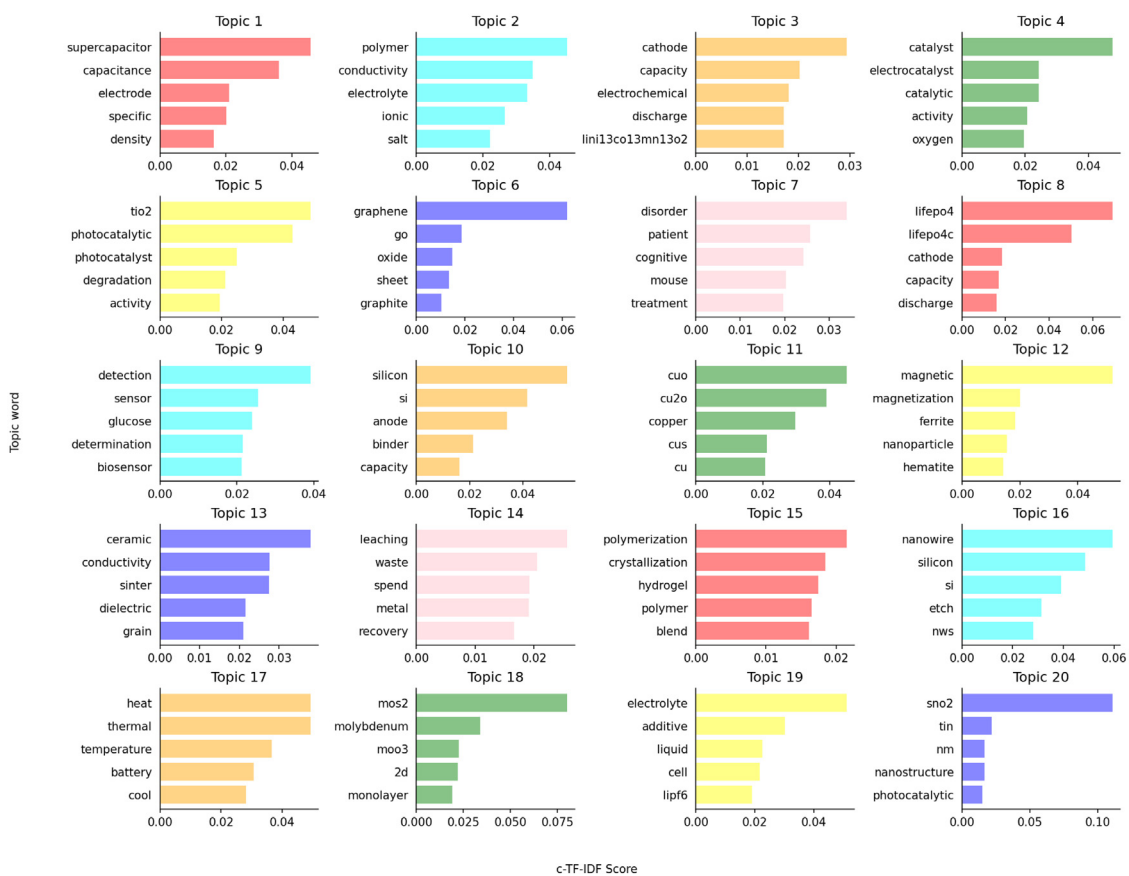 Topic 1
supercapacitor
capacitance
electrode
specific
density
0.00 0.02 0.04
Topic 2
polymer
conductivity
electrolyte
ionic
salt
0.00 0.02 0.04
Topic 3
cathode
capacity
electrochemical
discharge
lini13co13mn13o2
0.00 0.01 0.02 0.03
Topic 4
catalyst
electrocatalyst
catalytic
activity
oxygen
0.00 0.02 0.04
Topic 5
tio2
photocatalytic
photocatalyst
degradation
activity
0.00 0.02 0.04
Topic 6
graphene
go
oxide
sheet
graphite
0.00 0.02 0.04 0.06
Topic 7
disorder
patient
cognitive
mouse
treatment
0.00 0.01 0.02 0.03
Topic 8
lifepo4
lifepo4c
cathode
capacity
discharge
0.00 0.02 0.04 0.06
Topic 9
detection
sensor
glucose
determination
biosensor
0.00 0.02 0.04
Topic 10
silicon
si
anode
binder
capacity
0.00 0.02 0.04
Topic 11
cuo
cu2o
copper
cus
cu
0.00 0.02 0.04
Topic 12
magnetic
magnetization
ferrite
nanoparticle
hematite
0.00 0.02 0.04
Topic 13
ceramic
conductivity
sinter
dielectric
grain
0.00 0.01 0.02 0.03
Topic 14
leaching
waste
spend
metal
recovery
0.00 0.01 0.02
Topic 15
polymerization
crystallization
hydrogel
polymer
blend
0.00 0.01 0.02
Topic 16
nanowire
silicon
si
etch
nws
0.00 0.02 0.04 0.06
Topic 17
heat
thermal
temperature
battery
cool
0.00 0.02 0.04
Topic 18
mos2
molybdenum
moo3
2d
monolayer
0.000 0.025 0.050 0.075
Topic 19
electrolyte
additive
liquid
cell
lipf6
0.00 0.02 0.04
Topic 20
sno2
tin
nm
nanostructure
photocatalytic
0.00 0.05 0.10
Topic word
c-TF-IDF Score